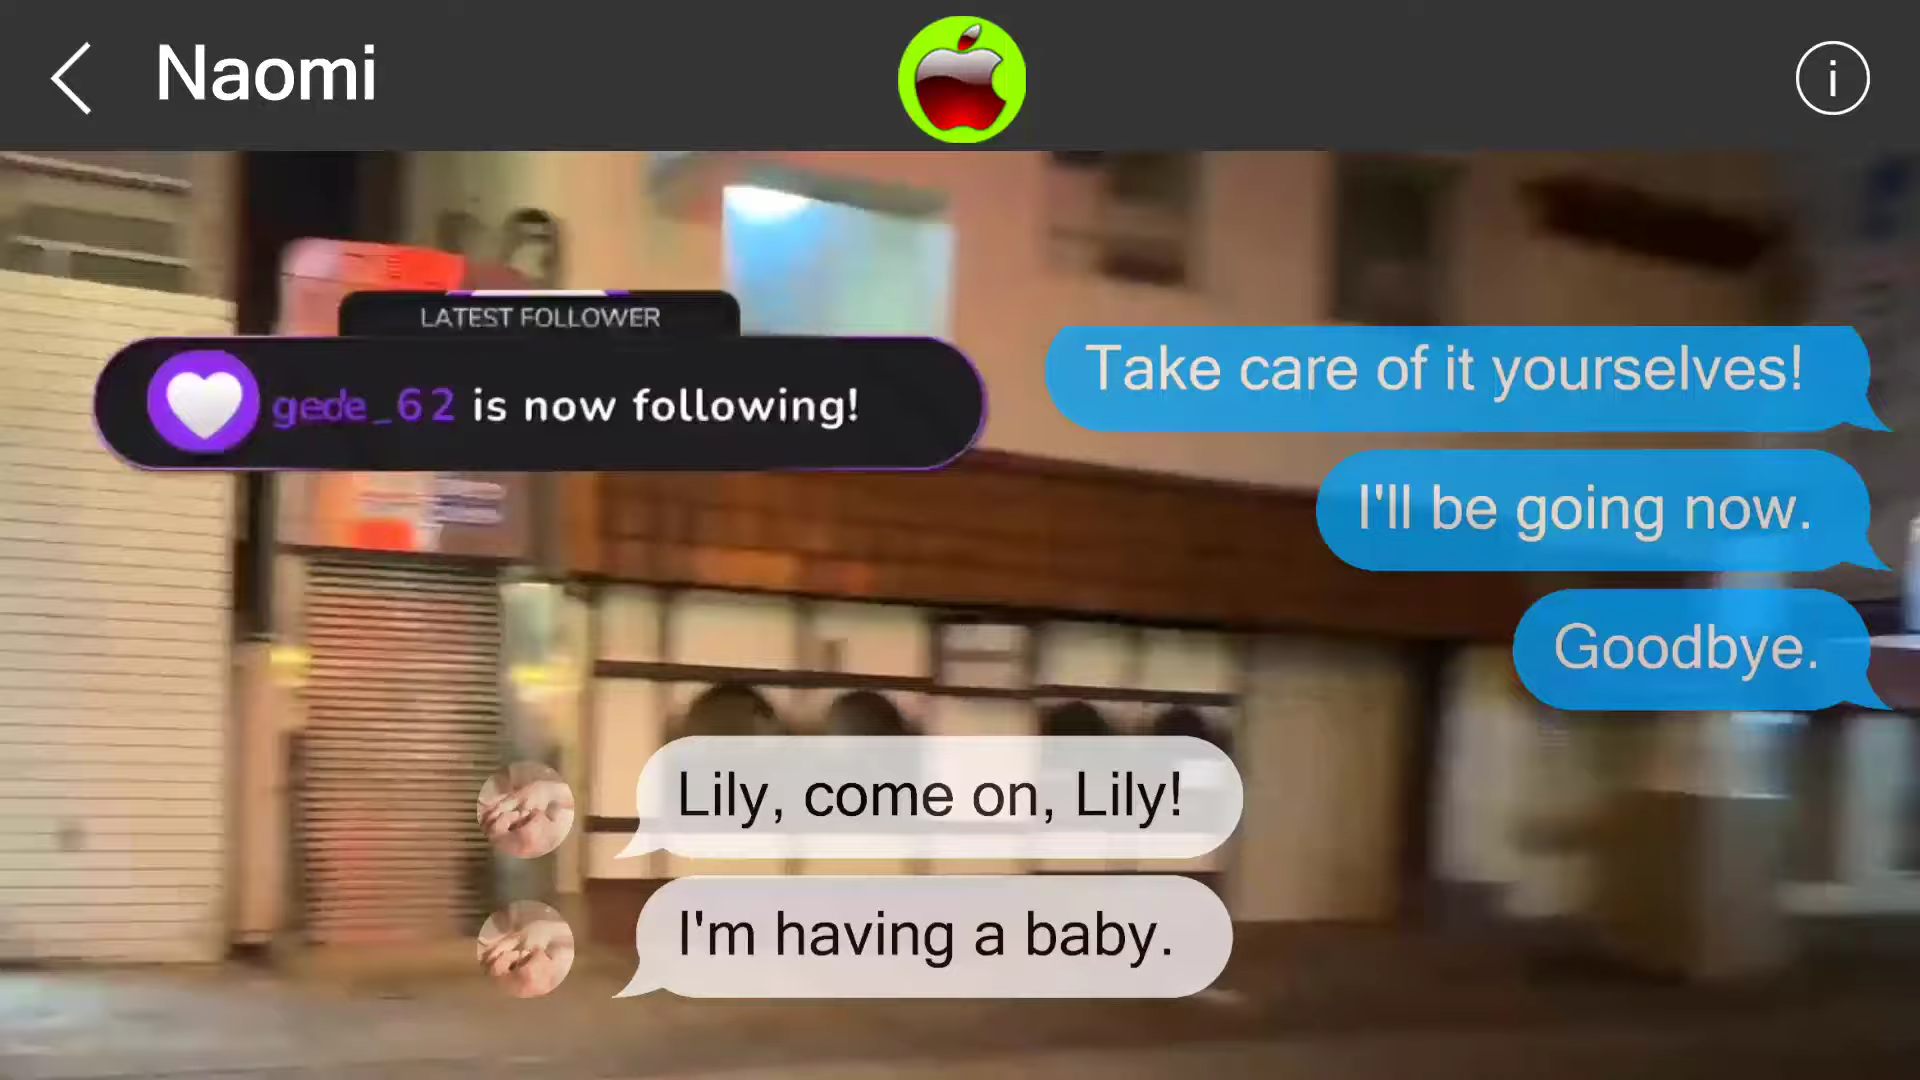 Naomi
LATEST FOLLOWER
gede_62 is now following!
Take care of it yourselves!
I'll be going now.
Goodbye.
Lily, come on, Lily!
I'm having a baby.